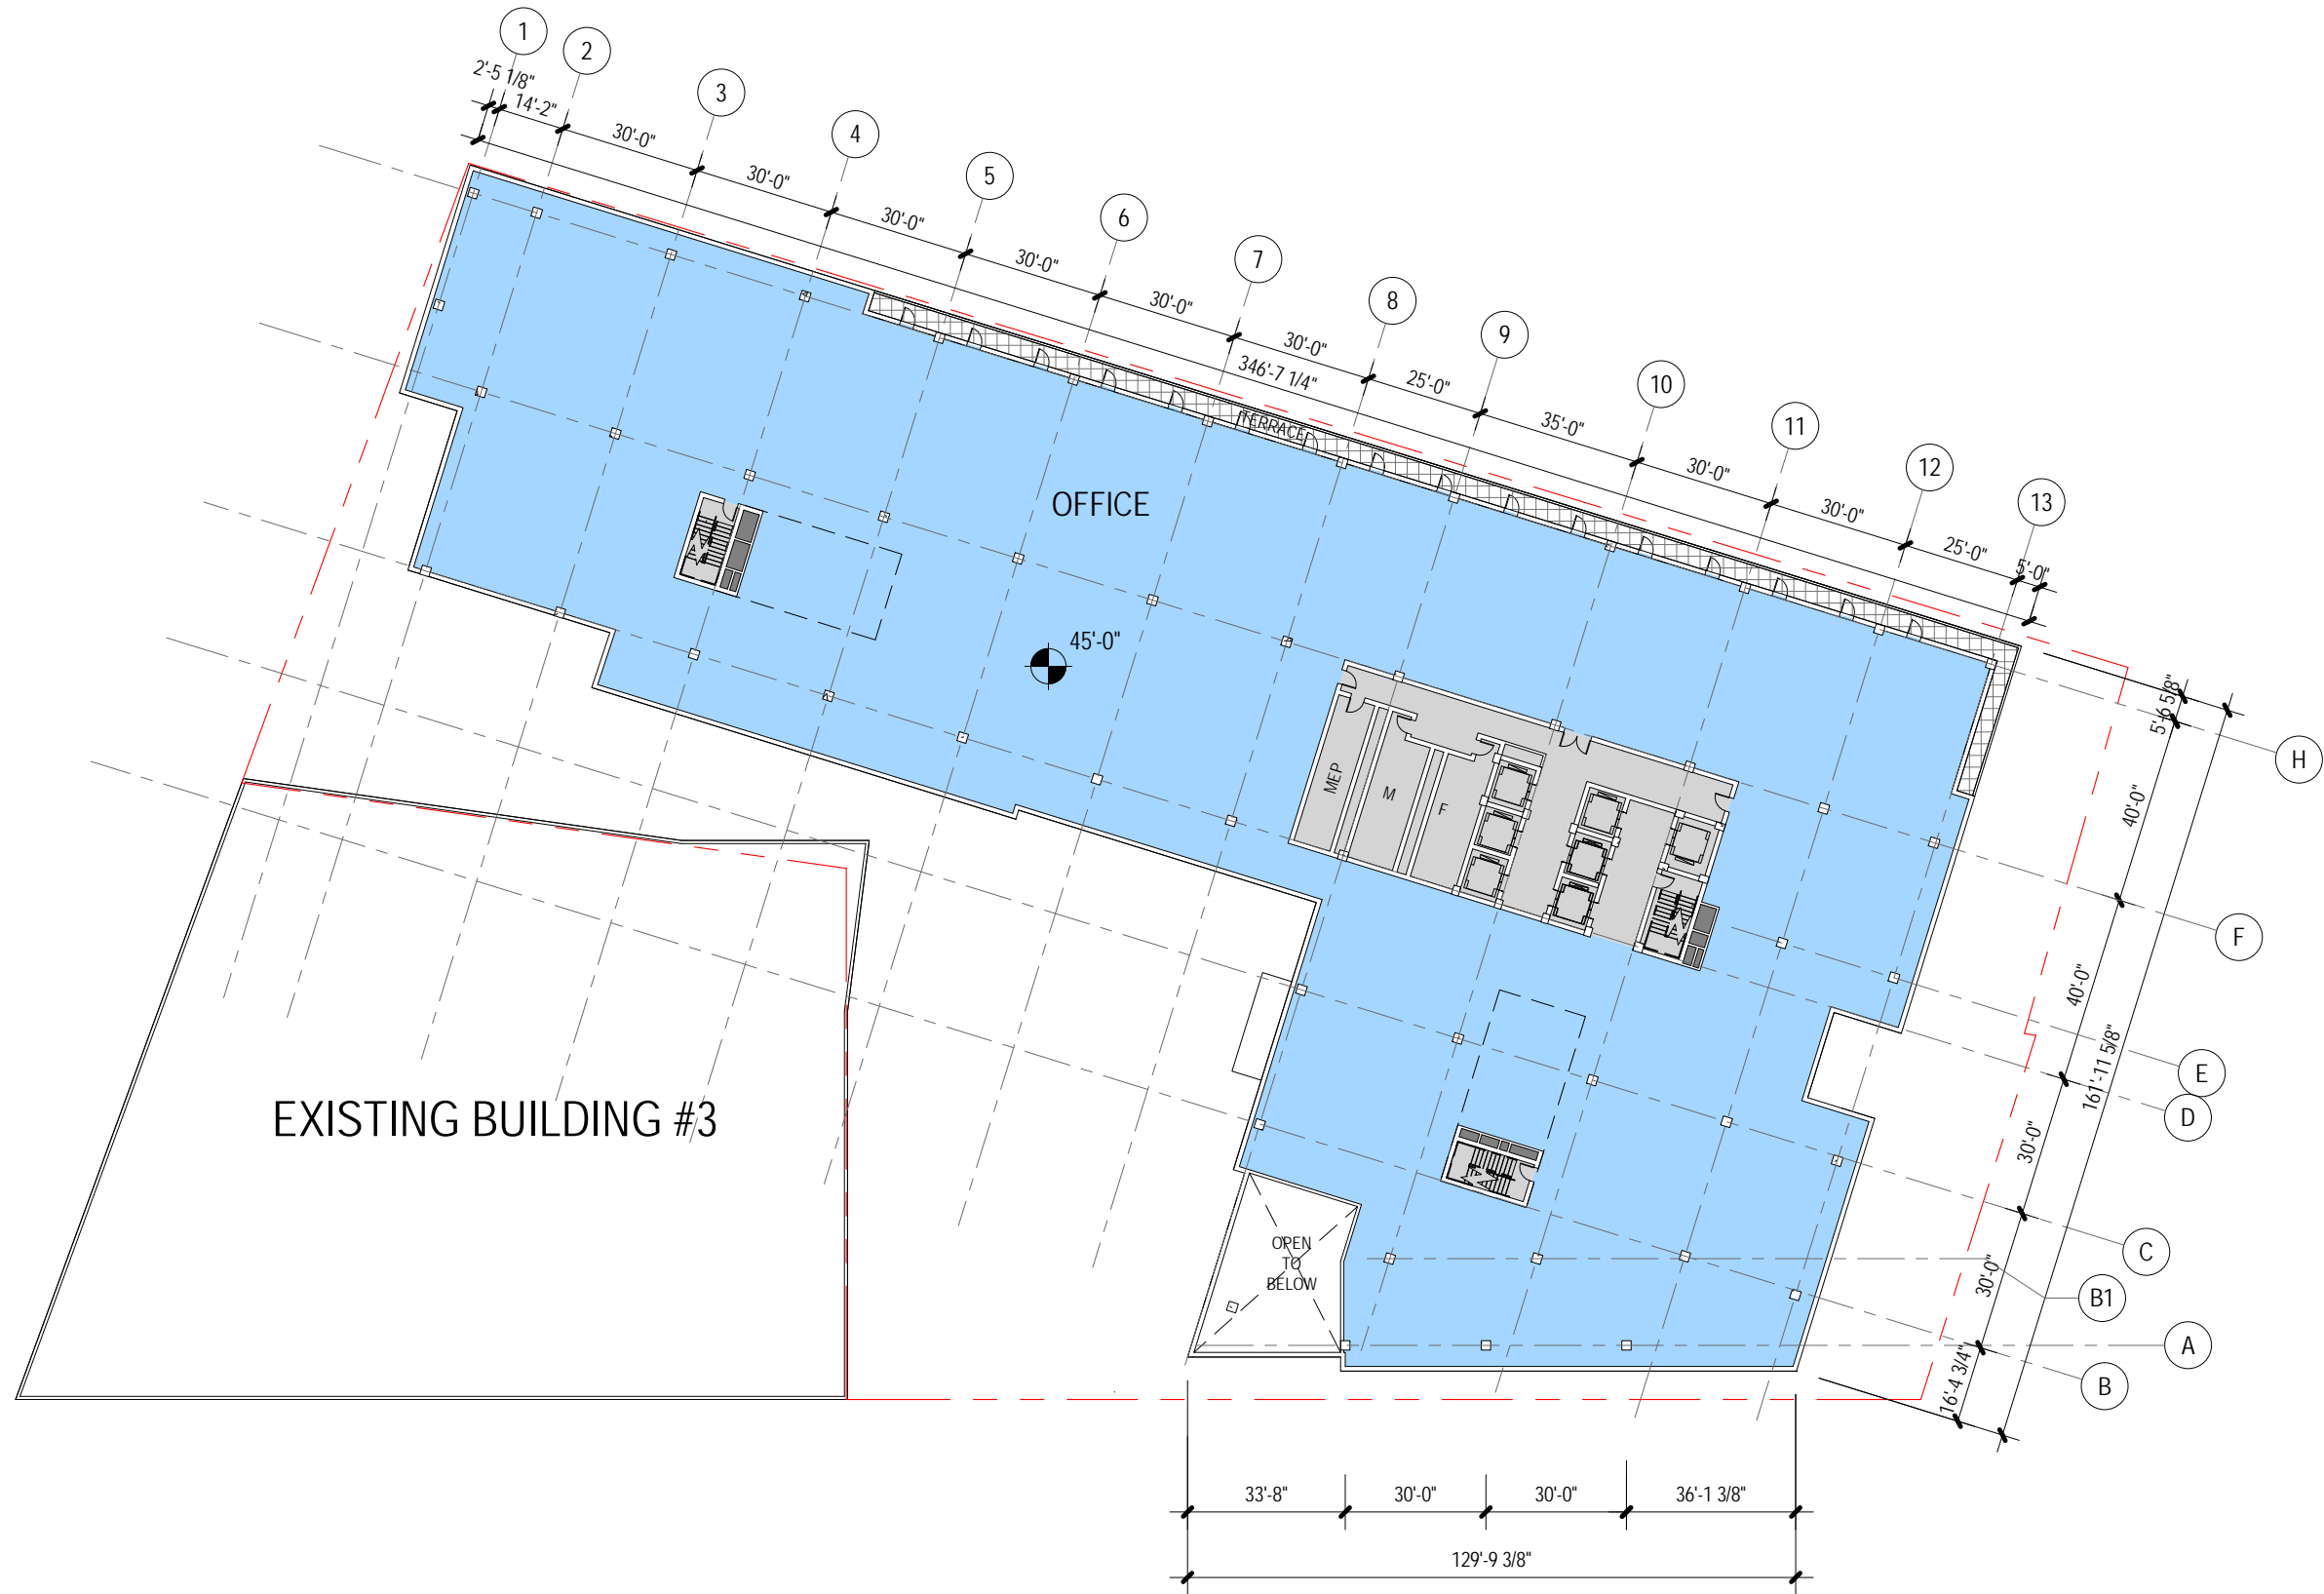 1
2
3
4
5
6
7
8
9
10
11
12
13
2'-5 1/8"
14'-2"
30'-0"
30'-0"
30'-0"
30'-0"
30'-0"
30'-0"
25'-0"
35'-0"
30'-0"
30'-0"
25'-0"
5'-0"
346'-7 1/4"
TERRACE
OFFICE
45'-0"
MEP
M
F
5'-6 5/8"
40'-0"
40'-0"
30'-0"
30'-0"
16'-4 3/4"
161'-11 5/8"
H
F
E
D
C
B1
A
B
EXISTING BUILDING #3
OPEN
TO
BELOW
33'-8"
30'-0"
30'-0"
36'-1 3/8"
129'-9 3/8"